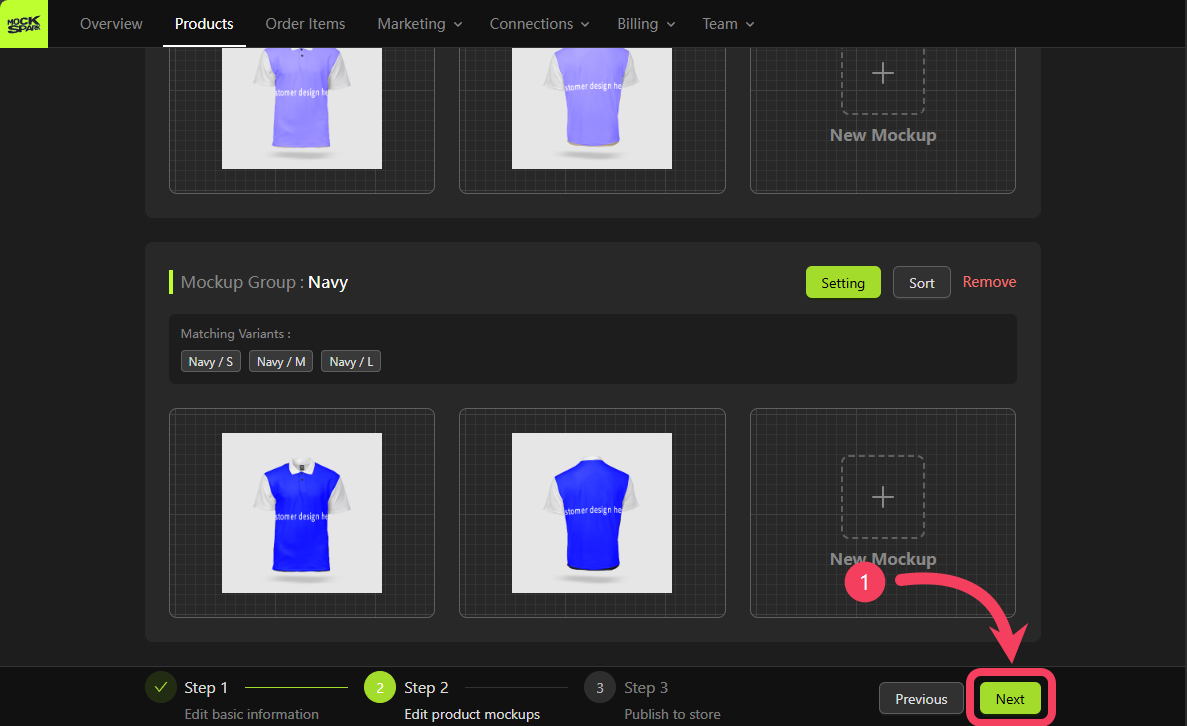 MOCK
SPARK
Overview Products Order Items Marketing Connections Billing Team
stomer design he
stomer design he
New Mockup
Mockup Group : Navy
Setting Sort Remove
Matching Variants :
Navy / S Navy / M Navy / L
stomer design he
stomer design he
New Mockup
1
Step 1
Edit basic information
2 Step 2
Edit product mockups
3 Step 3
Publish to store
Previous Next